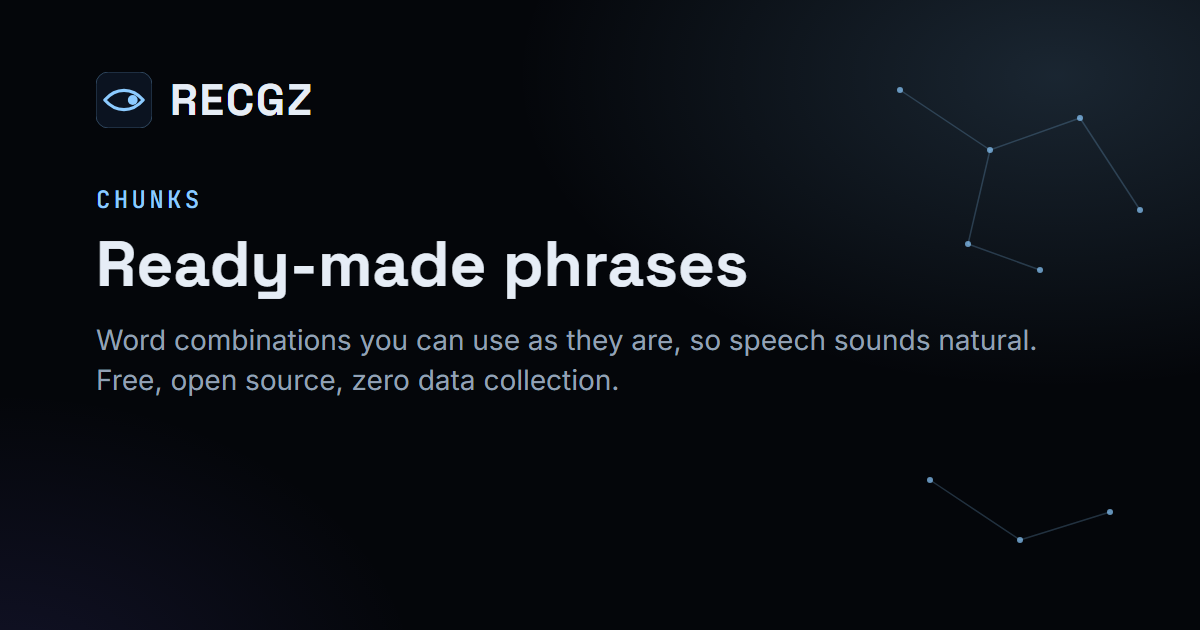 RECGZ
CHUNKS
Ready-made phrases
Word combinations you can use as they are, so speech sounds natural.
Free, open source, zero data collection.